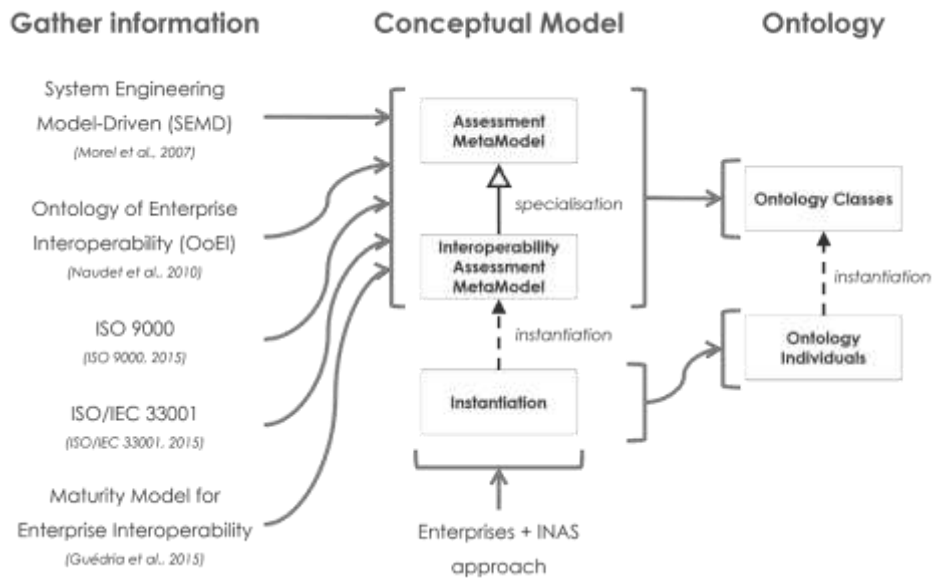 Gather information
Conceptual Model
Ontology
System Engineering
Model-Driven (SEMD)
(Morel et al., 2007)
Ontology of Enterprise
Interoperability (OoEI)
(Naudet et al., 2010)
ISO 9000
(ISO 9000, 2015)
ISO/IEC 33001
(ISO/IEC 33001, 2015)
Maturity Model for
Enterprise Interoperability
(Guédria et al., 2015)
Assessment
MetaModel
specialisation
Interoperability
Assessment
MetaModel
instantiation
Instantiation
Enterprises + INAS
approach
Ontology Classes
instantiation
Ontology
Individuals